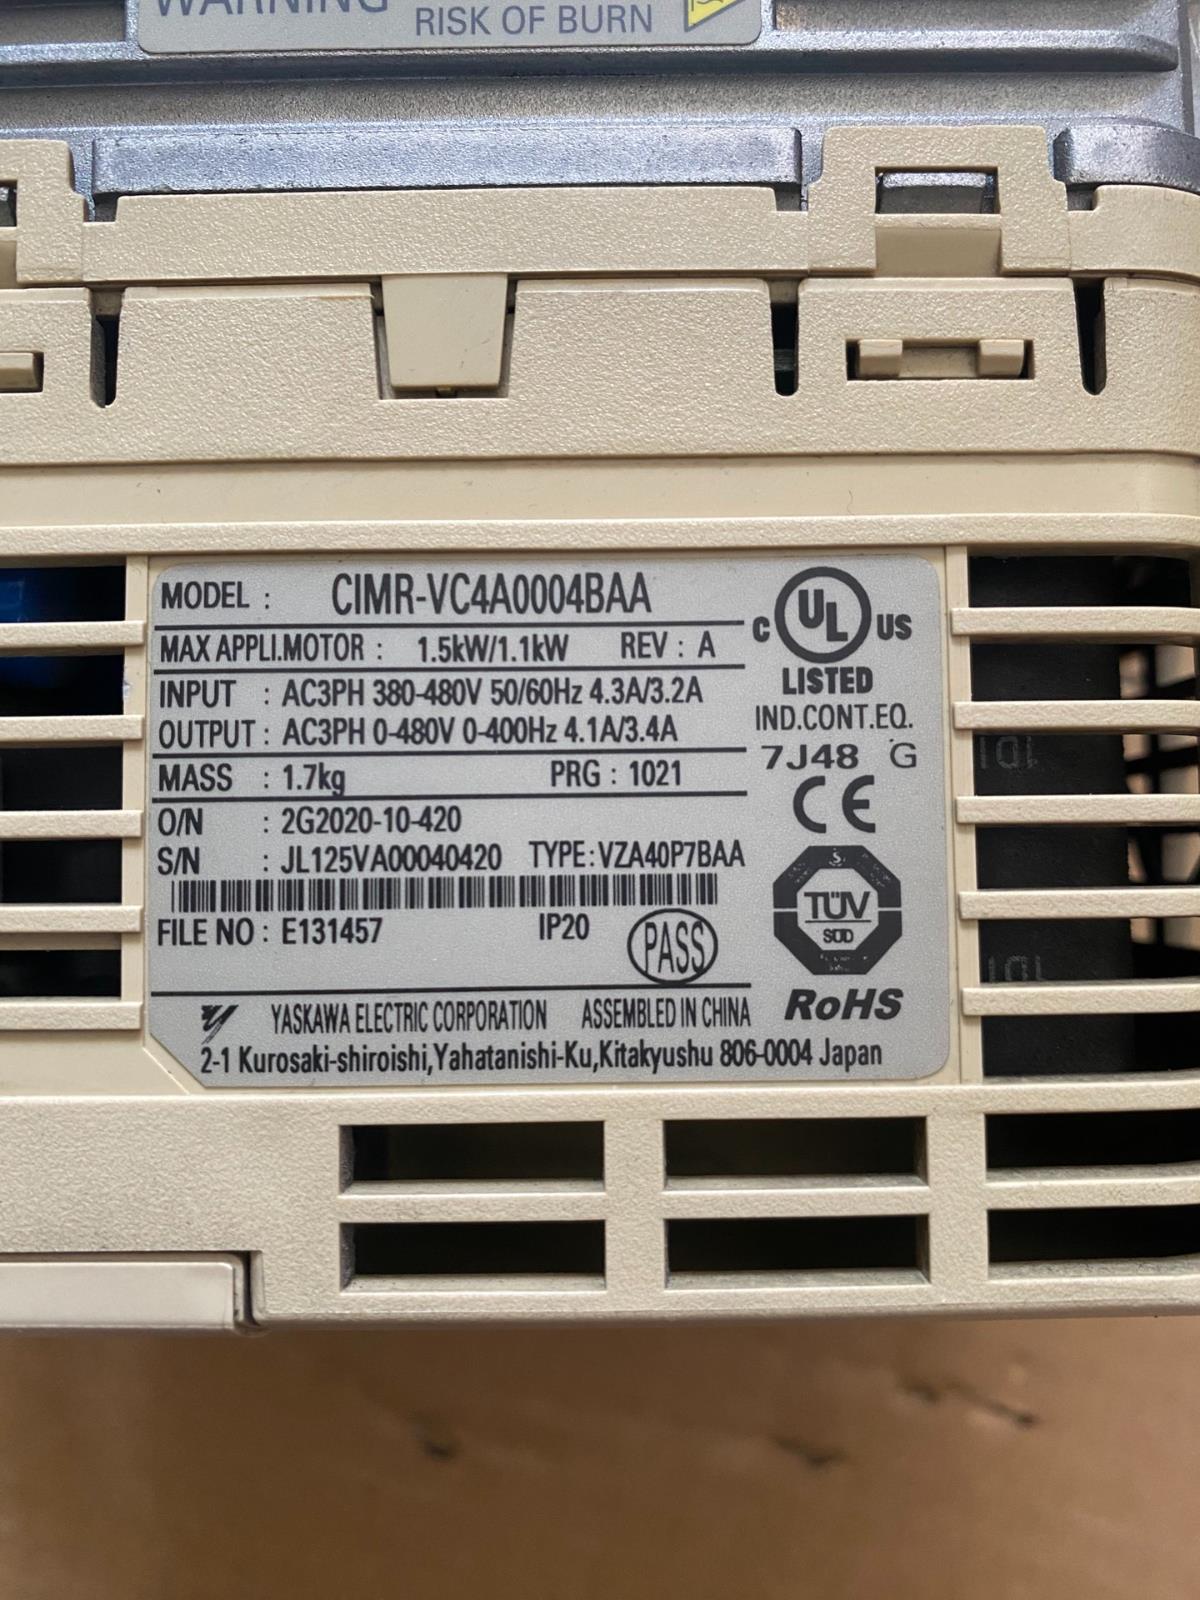 WARNING
RISK OF BURN
MODEL : CIMR-VC4A0004BAA
MAX APPLI.MOTOR : 1.5kW/1.1kW REV : A
INPUT : AC3PH 380-480V 50/60Hz 4.3A/3.2A
OUTPUT : AC3PH 0-480V 0-400Hz 4.1A/3.4A
MASS : 1.7kg PRG : 1021
O/N : 2G2020-10-420
S/N : JL125VA00040420 TYPE:VZA40P7BAA
FILE NO : E131457 IP20 PASS
YASKAWA ELECTRIC CORPORATION ASSEMBLED IN CHINA
2-1 Kurosaki-shiroishi,Yahatanishi-Ku,Kitakyushu 806-0004 Japan
C UL US
LISTED
IND.CONT.EQ.
7J48 G
CE
TÜV
SÜD
RoHS